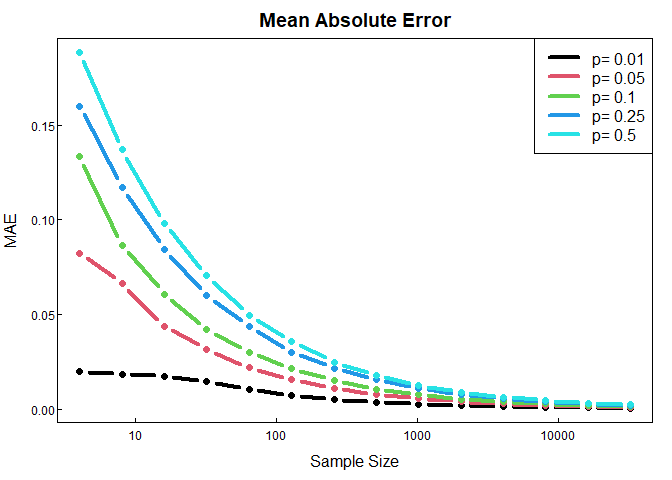 Mean Absolute Error
p= 0.01
p= 0.05
p= 0.1
p= 0.25
p= 0.5
MAE
0.15
0.10
0.05
0.00
10 100 1000 10000
Sample Size